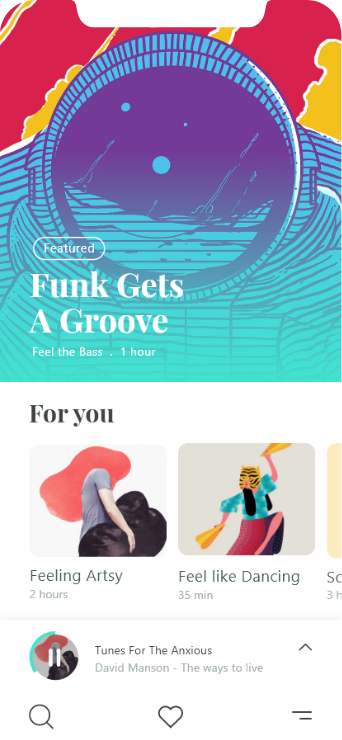 Featured
Funk Gets
A Groove
Feel the Bass . 1 hour
For you
Feeling Artsy
2 hours
Feel like Dancing
35 min
Sc
3 h
Tunes For The Anxious
David Manson - The ways to live